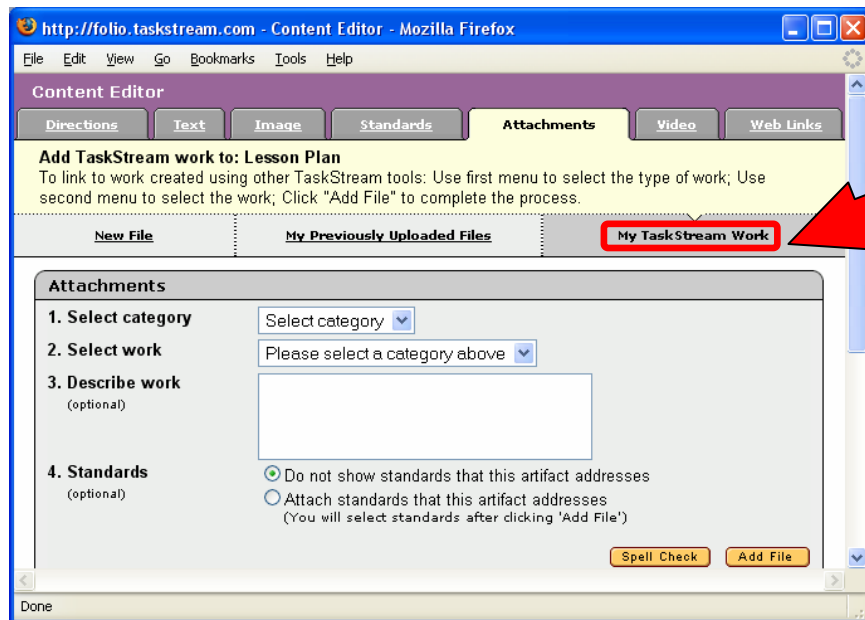 http://folio.taskstream.com - Content Editor - Mozilla Firefox
File Edit View Go Bookmarks Tools Help
Content Editor
Directions Text Image Standards Attachments Video Web Links
Add TaskStream work to: Lesson Plan
To link to work created using other TaskStream tools: Use first menu to select the type of work; Use
second menu to select the work; Click "Add File" to complete the process.
New File My Previously Uploaded Files My TaskStream Work
Attachments
1. Select category Select category
2. Select work Please select a category above
3. Describe work
(optional)
4. Standards Do not show standards that this artifact addresses
(optional)
Attach standards that this artifact addresses
(You will select standards after clicking 'Add File')
Spell Check Add File
Done